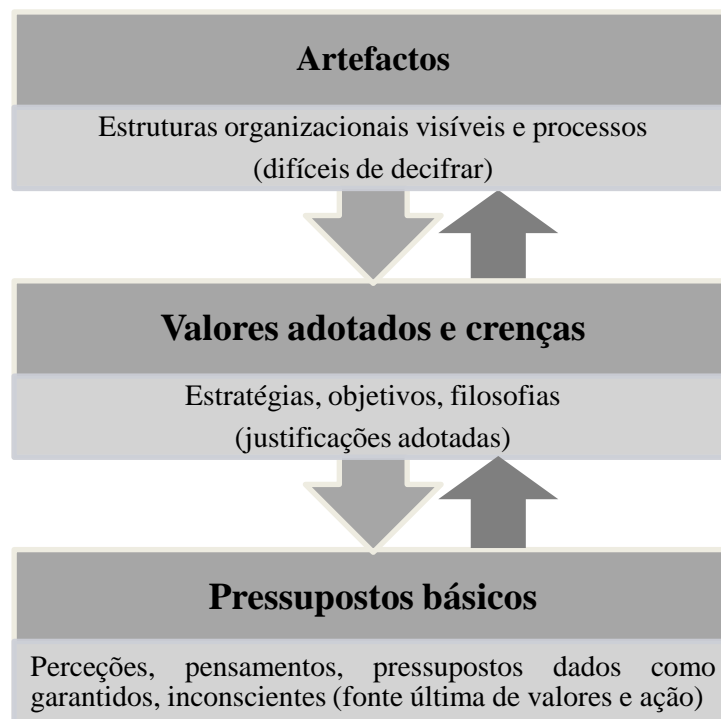 Artefactos
Estruturas organizacionais visíveis e processos
(difíceis de decifrar)
Valores adotados e crenças
Estratégias, objetivos, filosofias
(justificações adotadas)
Pressupostos básicos
Perceções, pensamentos, pressupostos dados como
garantidos, inconscientes (fonte última de valores e ação)